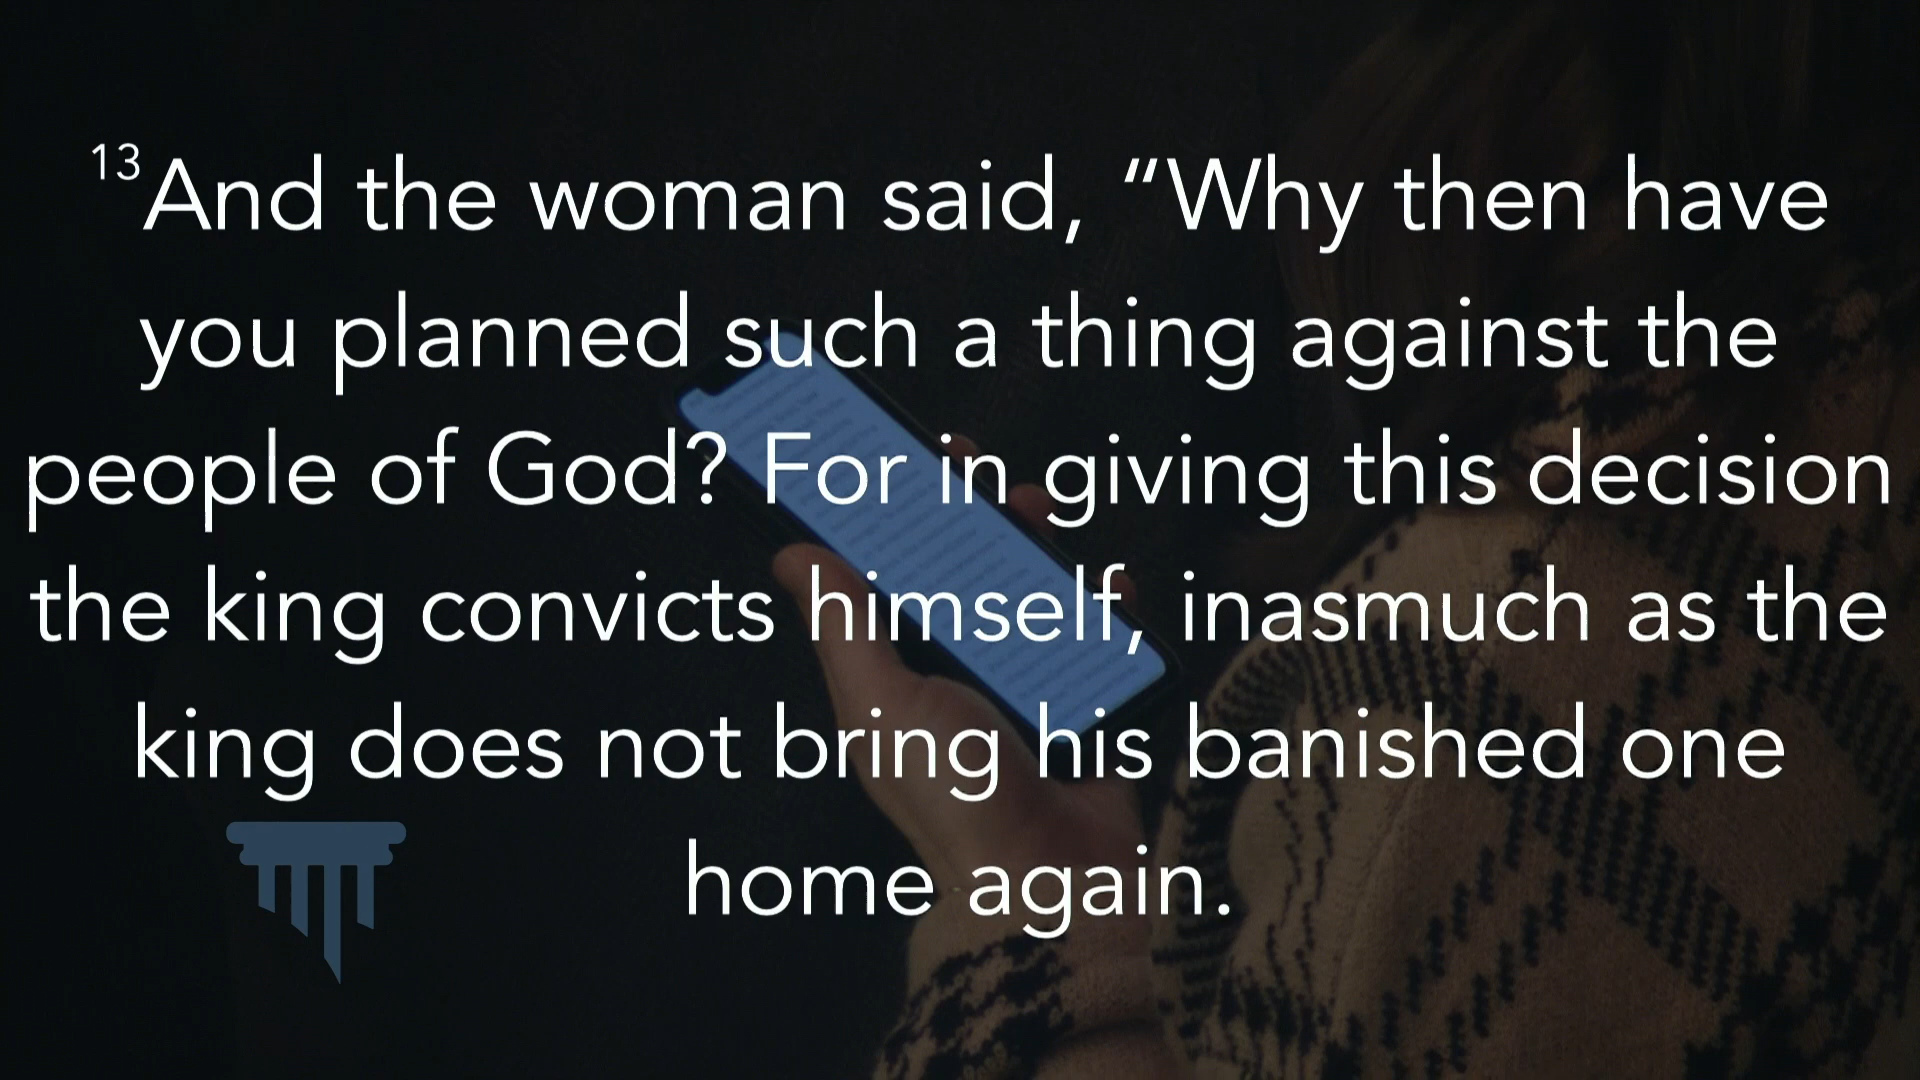 13And the woman said, “Why then have
you planned such a thing against the
people of God? For in giving this decision
the king convicts himself, inasmuch as the
king does not bring his banished one
home again.